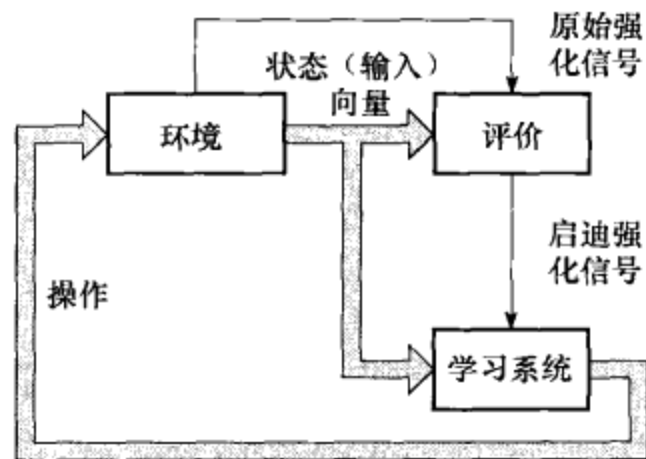 原始强
化信号
状态（输入）
向量
环境
评价
启迪强
化信号
操作
学习系统